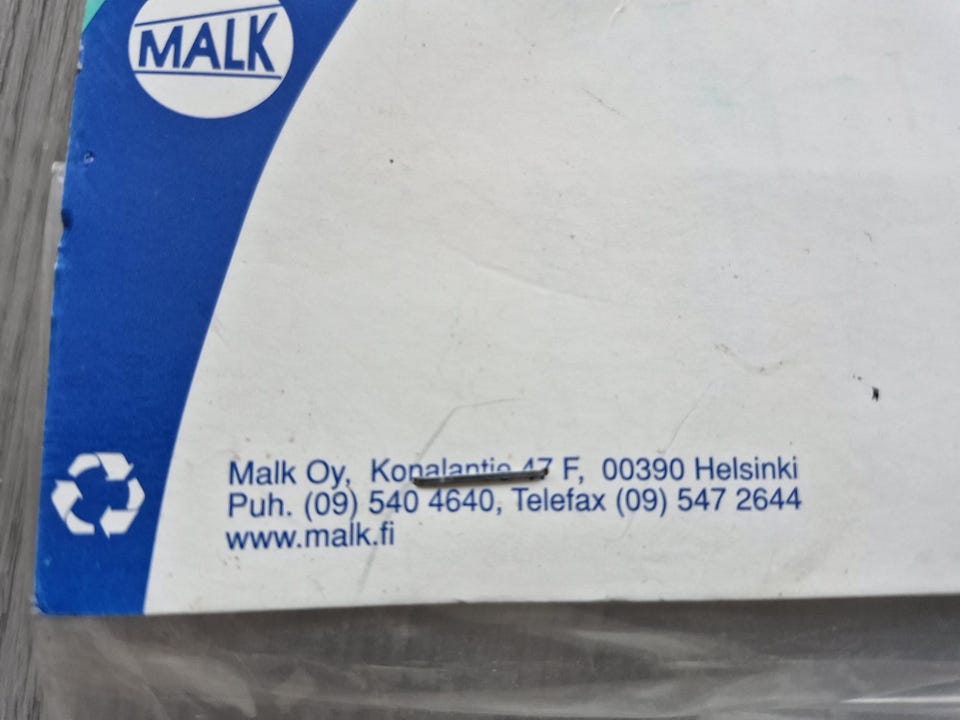 MALK
Malk Oy, Konalantie 47 F, 00390 Helsinki
Puh. (09) 540 4640, Telefax (09) 547 2644
www.malk.fi